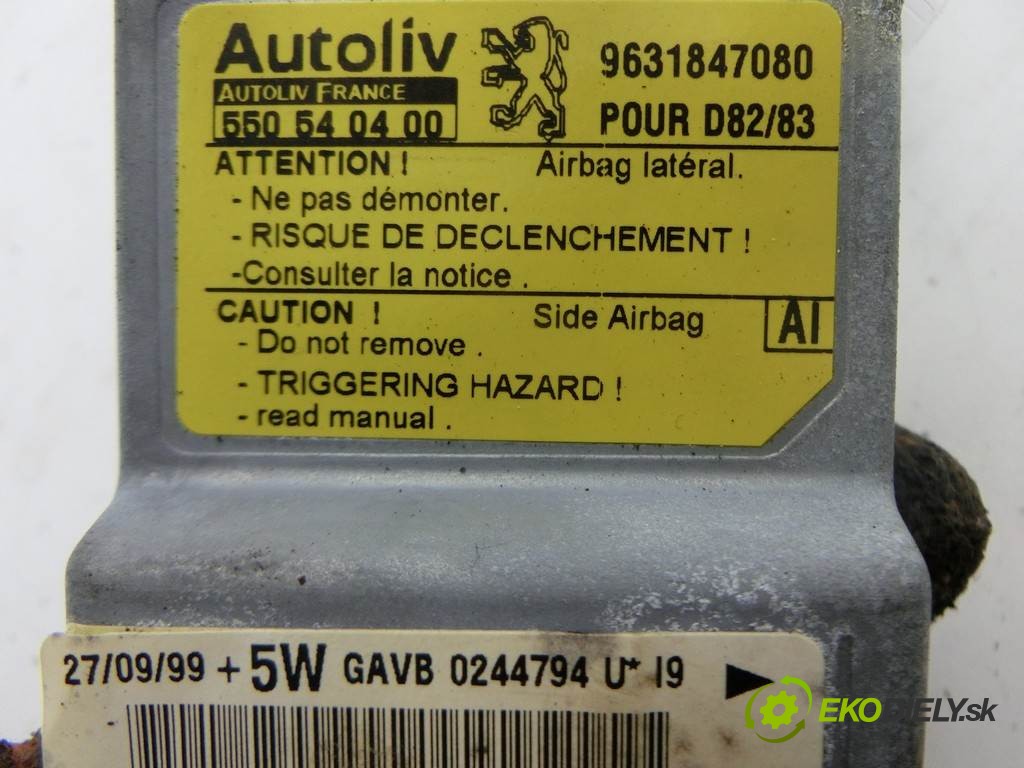 Autoliv
AUTOLIV FRANCE
550 54 04 00
9631847080
POUR D82/83
ATTENTION ! Airbag latéral.
- Ne pas démonter.
- RISQUE DE DECLENCHEMENT !
-Consulter la notice .
CAUTION ! Side Airbag AI
- Do not remove .
- TRIGGERING HAZARD !
- read manual .
27/09/99 + 5W GAVB 0244794 U* I9
EKODIELY.sk